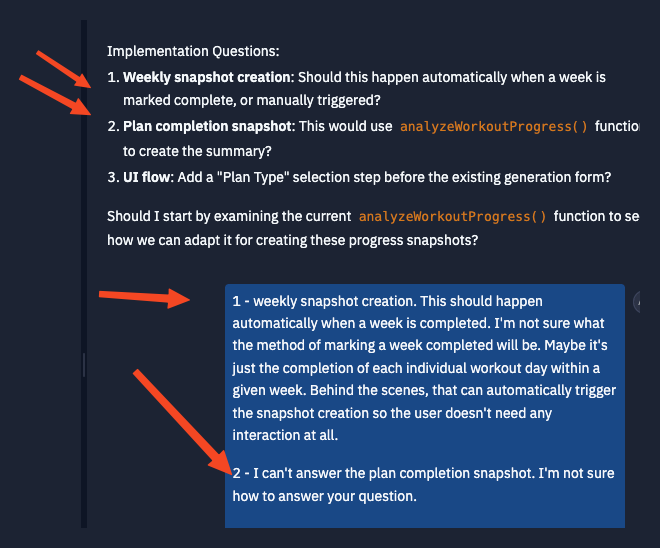 Implementation Questions:
1. Weekly snapshot creation: Should this happen automatically when a week is
marked complete, or manually triggered?
2. Plan completion snapshot: This would use analyzeWorkoutProgress()
to create the summary?
3. UI flow: Add a "Plan Type" selection step before the existing generation form?
Should I start by examining the current analyzeWorkoutProgress() function to
how we can adapt it for creating these progress snapshots?
1 - weekly snapshot creation. This should happen
automatically when a week is completed. I'm not sure what
the method of marking a week completed will be. Maybe it's
just the completion of each individual workout day within a
given week. Behind the scenes, that can automatically trigger
the snapshot creation so the user doesn't need any
interaction at all.
2 - I can't answer the plan completion snapshot. I'm not sure
how to answer your question.